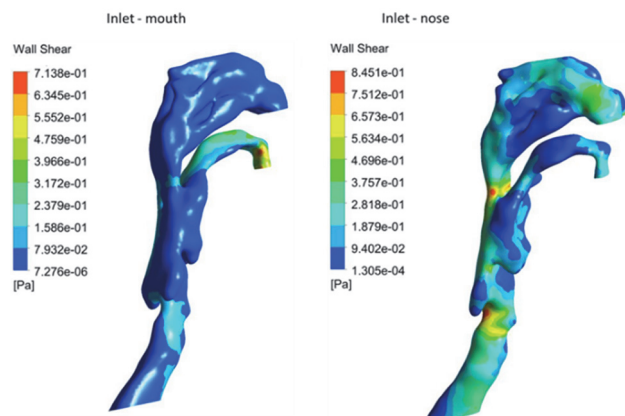 Inlet - mouth
Wall Shear
7.138e-01
6.345e-01
5.552e-01
4.759e-01
3.966e-01
3.172e-01
2.379e-01
1.586e-01
7.932e-02
7.276e-06
[Pa]
Inlet - nose
Wall Shear
8.451e-01
7.512e-01
6.573e-01
5.634e-01
4.696e-01
3.757e-01
2.818e-01
1.879e-01
9.402e-02
1.305e-04
[Pa]